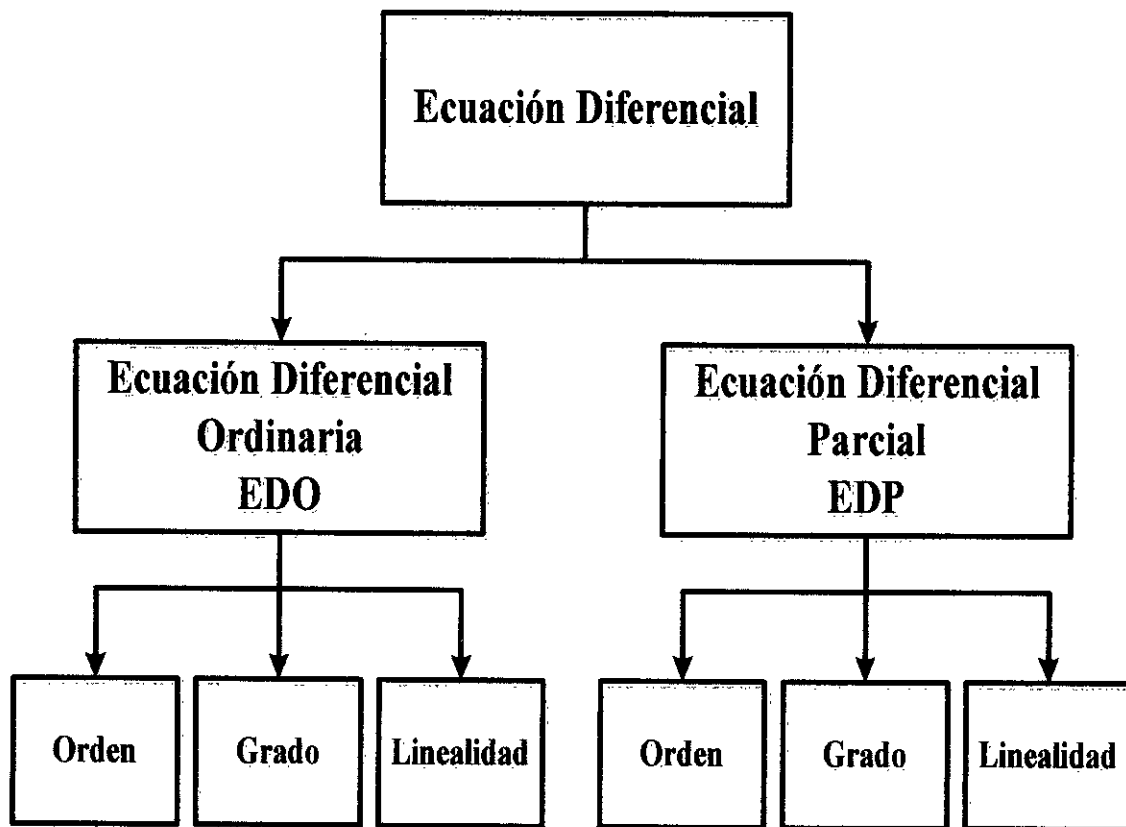 Ecuación Diferencial
Ecuación Diferencial
Ordinaria
EDO
Ecuación Diferencial
Parcial
EDP
Orden
Grado
Linealidad
Orden
Grado
Linealidad